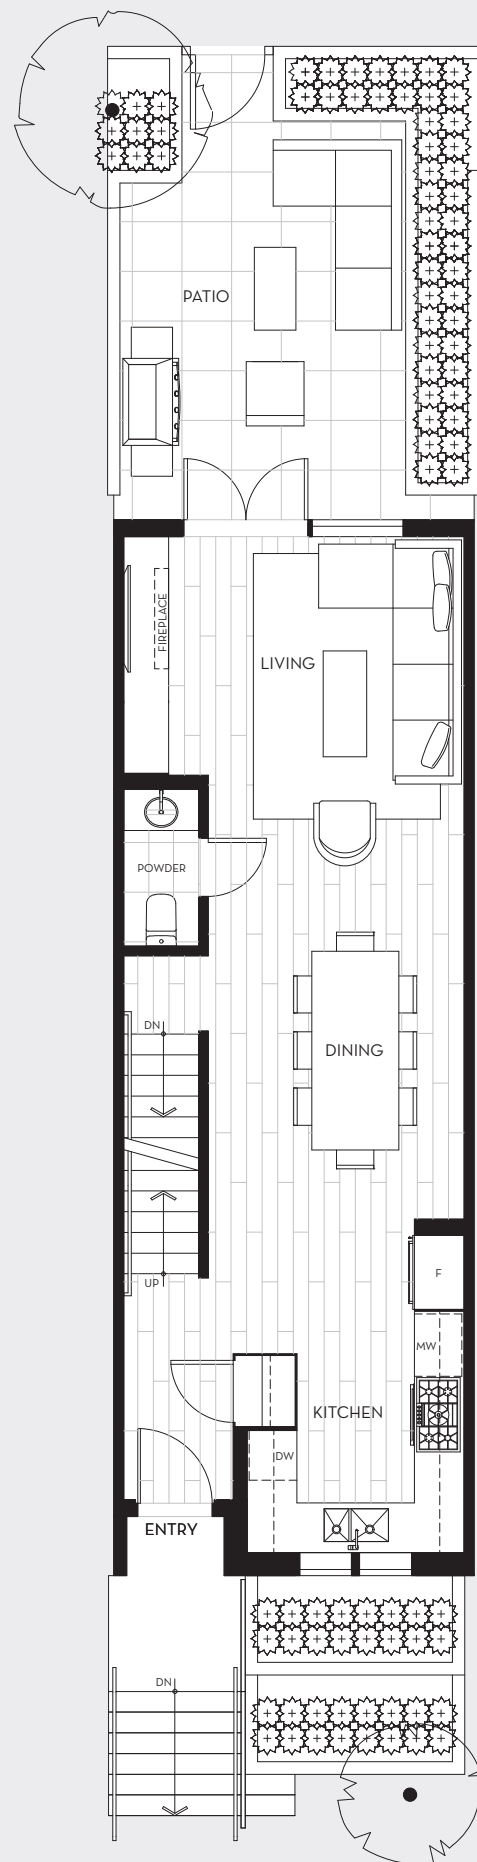 PATIO
FIREPLACE
LIVING
POWDER
DN
DINING
UP
F
MW
KITCHEN
DW
ENTRY
DN